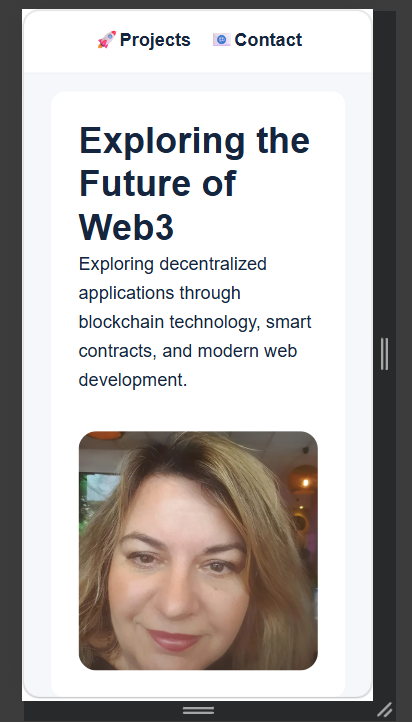 🚀 Projects 📧 Contact
Exploring the
Future of
Web3
Exploring decentralized
applications through
blockchain technology, smart
contracts, and modern web
development.